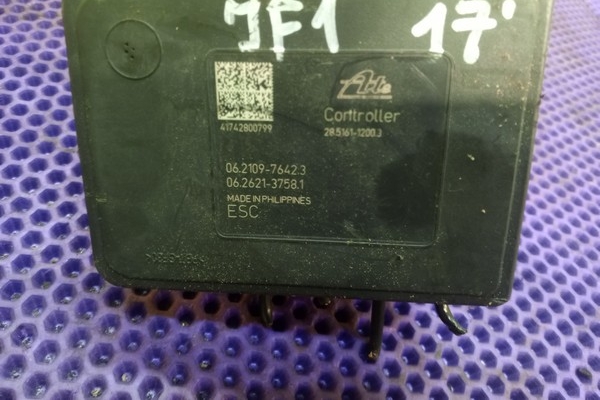 JF1 17'
Ate
Controller
28.5161-1200.3
41742800799
06.2109-7642.3
06.2621-3758.1
MADE IN PHILIPPINES
ESC